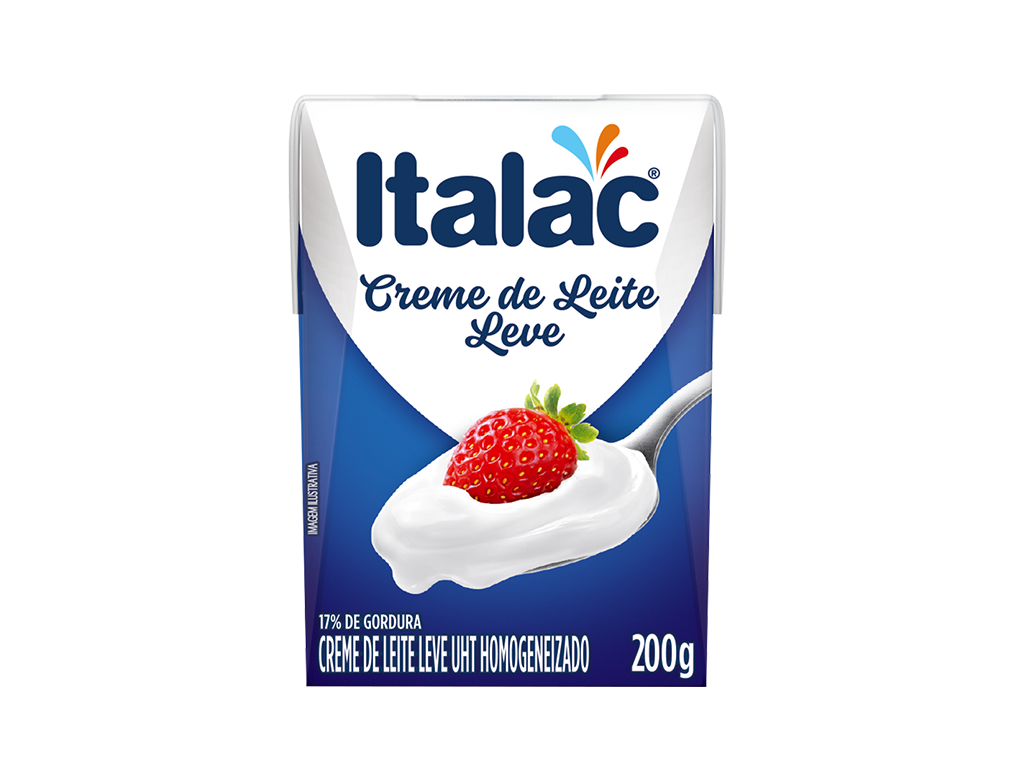 Italac®
Creme de Leite
Leve
IMAGEM ILUSTRATIVA
17% DE GORDURA
CREME DE LEITE LEVE UHT HOMOGENEIZADO
200g